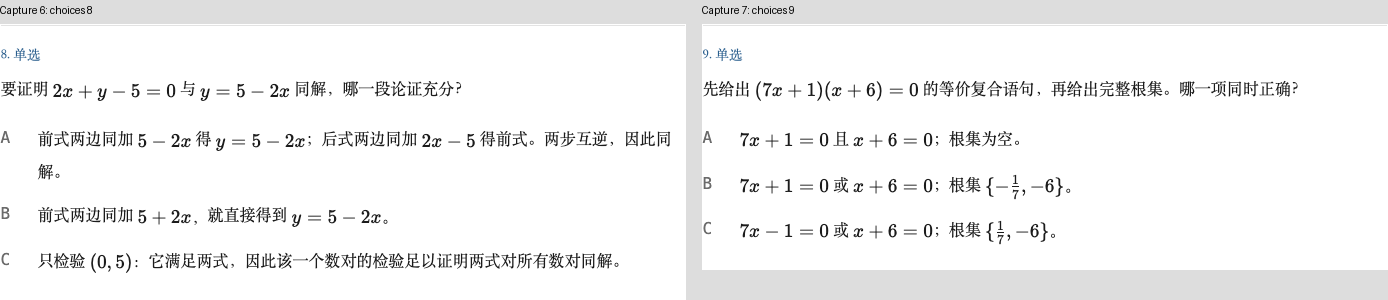 Capture 6: choices 8
8. 单选
要证明 2x + y − 5 = 0 与 y = 5 − 2x 同解，哪一段论证充分？
A 前式两边同加 5 − 2x 得 y = 5 − 2x；后式两边同加 2x − 5 得前式。两步互逆，因此同
解。
B 前式两边同加 5 + 2x，就直接得到 y = 5 − 2x。
C 只检验 (0, 5)：它满足两式，因此该一个数对的检验足以证明两式对所有数对同解。
Capture 7: choices 9
9. 单选
先给出 (7x + 1)(x + 6) = 0 的等价复合语句，再给出完整根集。哪一项同时正确？
A 7x + 1 = 0 且 x + 6 = 0；根集为空。
B 7x + 1 = 0 或 x + 6 = 0；根集 {−1/7, −6}。
C 7x − 1 = 0 或 x + 6 = 0；根集 {1/7, −6}。